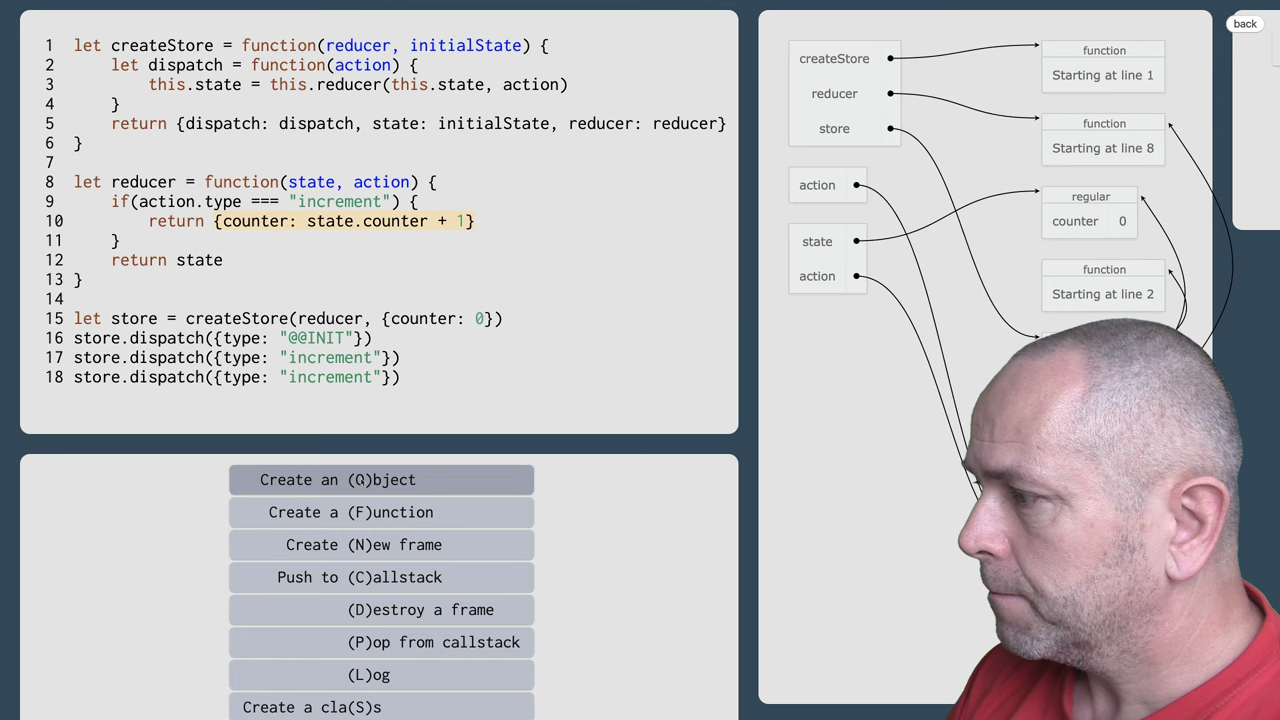 1 let createStore = function(reducer, initialState) {
2 let dispatch = function(action) {
3 this.state = this.reducer(this.state, action)
4 }
5 return {dispatch: dispatch, state: initialState, reducer: reducer}
6 }
7
8 let reducer = function(state, action) {
9 if(action.type === "increment") {
10 return {counter: state.counter + 1}
11 }
12 return state
13 }
14
15 let store = createStore(reducer, {counter: 0})
16 store.dispatch({type: "@@INIT"})
17 store.dispatch({type: "increment"})
18 store.dispatch({type: "increment"})
Create an (Q)bject
Create a (F)unction
Create (N)ew frame
Push to (C)allstack
(D)estroy a frame
(P)op from callstack
(L)og
Create a cla(S)s
createStore
reducer
store
action
state
action
function
Starting at line 1
function
Starting at line 8
regular
counter 0
function
Starting at line 2
back